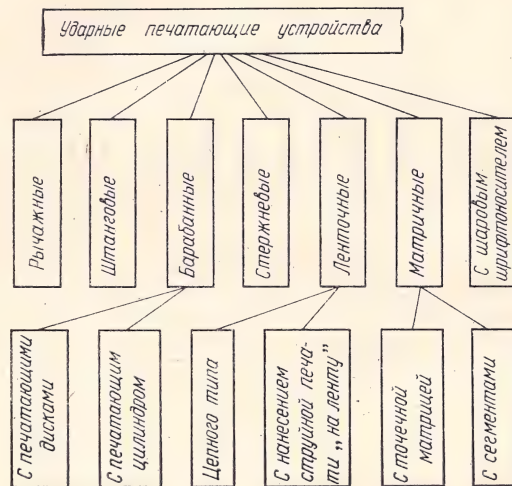 Ударные печатающие устройства
Рычажные
Штанговые
Барабанные
Стержневые
Ленточные
Матричные
С шаровым
шрифтоносителем
С печатающими
дисками
С печатающим
цилиндром
Цепного типа
С нанесением
струйной печа-
ти „на ленту”
С точечной
матрицей
С сегментами